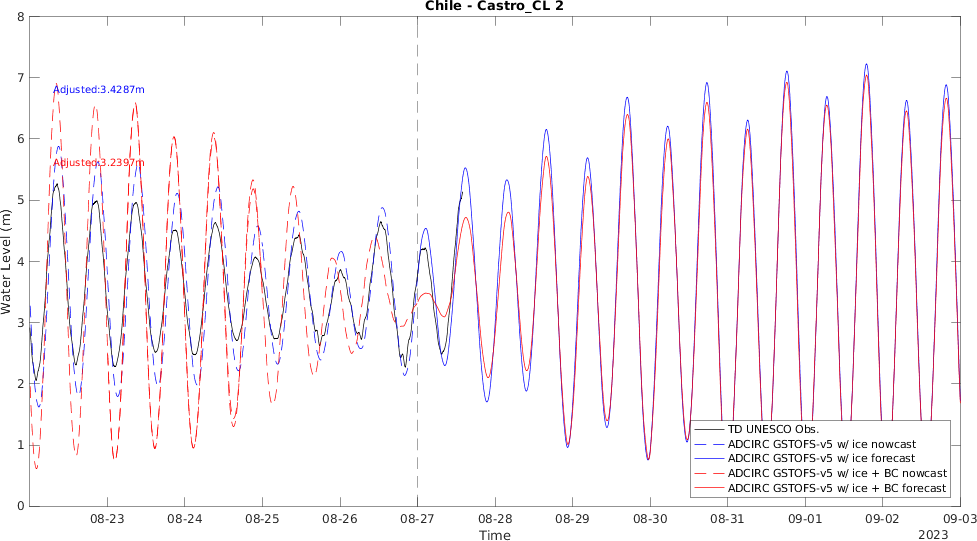 Chile - Castro_CL 2
8
7
6
5
4
3
2
1
0
Water Level (m)
Adjusted:3.4287m
Adjusted:3.2397m
TD UNESCO Obs.
ADCIRC GSTOFS-v5 w/ ice nowcast
ADCIRC GSTOFS-v5 w/ ice forecast
ADCIRC GSTOFS-v5 w/ ice + BC nowcast
ADCIRC GSTOFS-v5 w/ ice + BC forecast
08-23 08-24 08-25 08-26 08-27 08-28 08-29 08-30 08-31 09-01 09-02 09-03
Time
2023